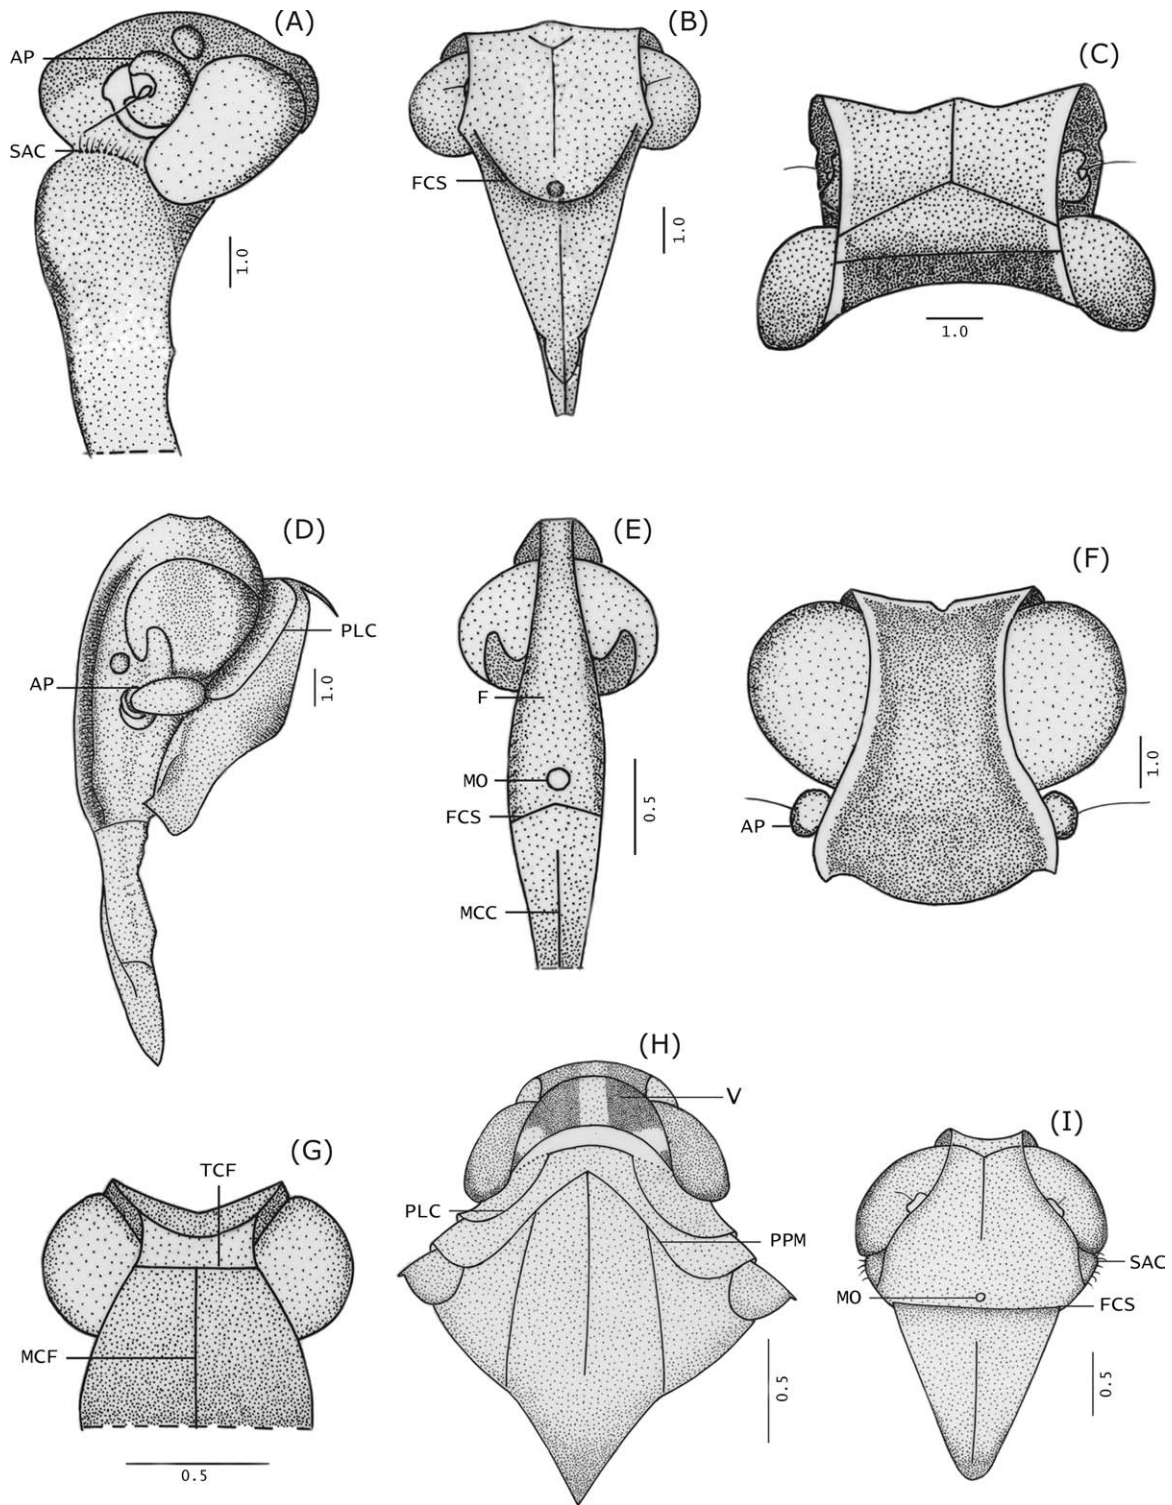 (A)
AP
SAC
1.0
(B)
FCS
1.0
(C)
1.0
(D)
PLC
AP
1.0
(E)
F
MO
FCS
MCC
0.5
(F)
AP
1.0
(G)
TCF
MCF
0.5
(H)
V
PLC
PPM
0.5
(I)
SAC
MO
FCS
0.5